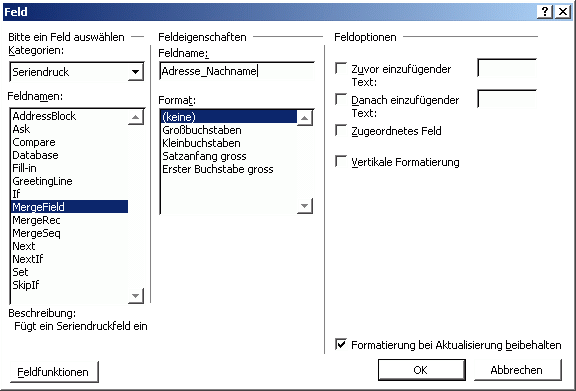 Feld
Bitte ein Feld auswählen
Kategorien:
Seriendruck
Feldnamen:
AddressBlock
Ask
Compare
Database
Fill-in
GreetingLine
If
MergeField
MergeRec
MergeSeq
Next
NextIf
Set
SkipIf
Beschreibung:
Fügt ein Seriendruckfeld ein
Feldfunktionen
Feldeigenschaften
Feldname:
Adresse_Nachname
Format:
(keine)
Großbuchstaben
Kleinbuchstaben
Satzanfang gross
Erster Buchstabe gross
Feldoptionen
Zuvor einzufügender
Text:
Danach einzufügender
Text:
Zugeordnetes Feld
Vertikale Formatierung
Formatierung bei Aktualisierung beibehalten
OK
Abbrechen